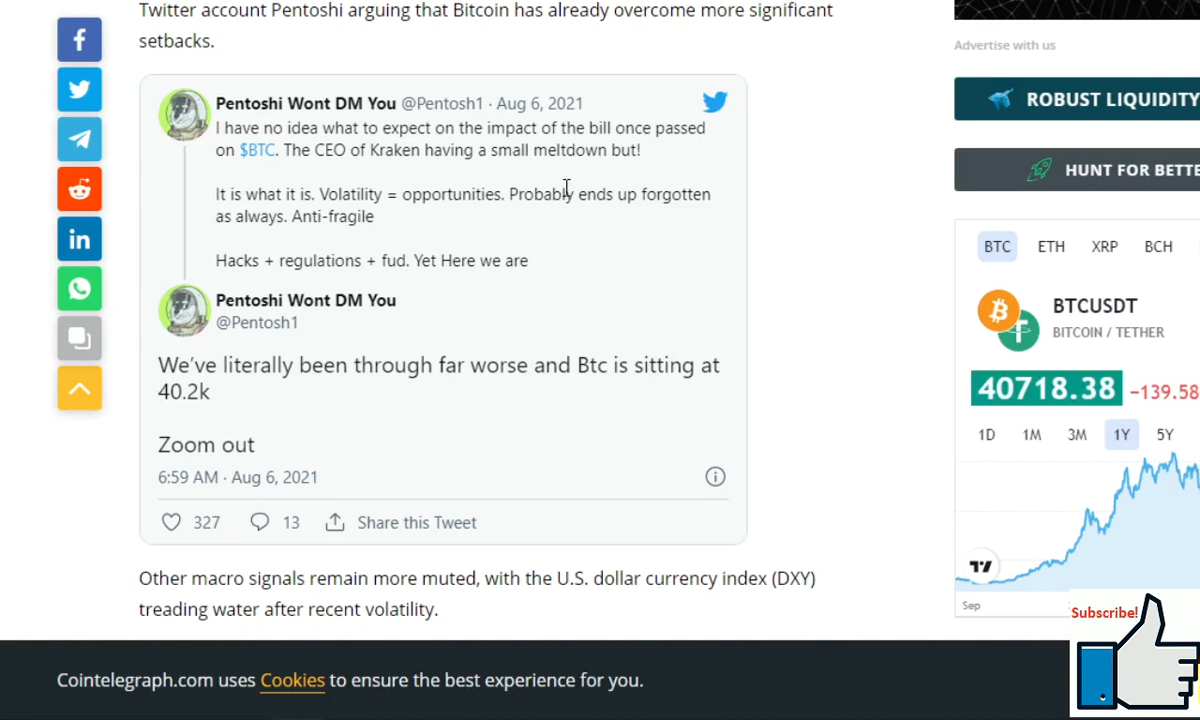 Twitter account Pentoshi arguing that Bitcoin has already overcome more significant
setbacks.
Pentoshi Wont DM You @Pentosh1 · Aug 6, 2021
I have no idea what to expect on the impact of the bill once passed
on $BTC. The CEO of Kraken having a small meltdown but!
It is what it is. Volatility = opportunities. Probably ends up forgotten
as always. Anti-fragile
Hacks + regulations + fud. Yet Here we are
Pentoshi Wont DM You
@Pentosh1
We've literally been through far worse and Btc is sitting at
40.2k
Zoom out
6:59 AM · Aug 6, 2021
327 13 Share this Tweet
Other macro signals remain more muted, with the U.S. dollar currency index (DXY)
treading water after recent volatility.
Advertise with us
ROBUST LIQUIDITY
HUNT FOR BETTE
BTC ETH XRP BCH
BTCUSDT
BITCOIN / TETHER
40718.38 −139.58
1D 1M 3M 1Y 5Y
Sep
Subscribe!
Cointelegraph.com uses Cookies to ensure the best experience for you.